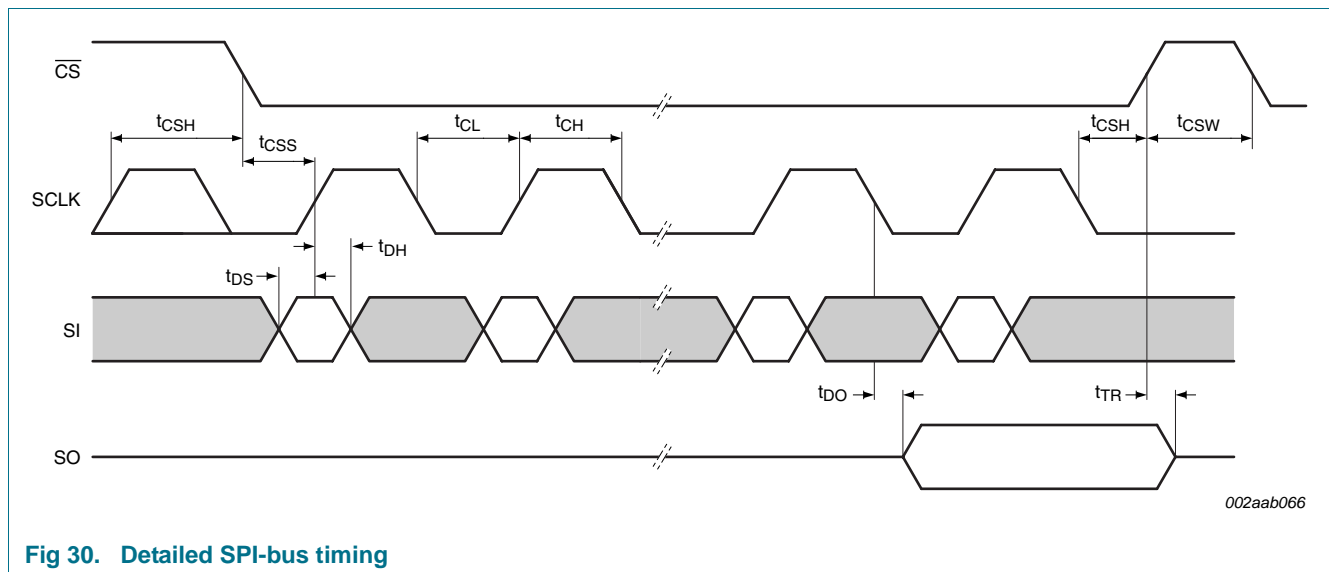 CS
tCSH
tCSS
tCL
tCH
tCSH
tCSW
SCLK
tDH
tDS
SI
tDO
tTR
SO
002aab066
Fig 30. Detailed SPI-bus timing